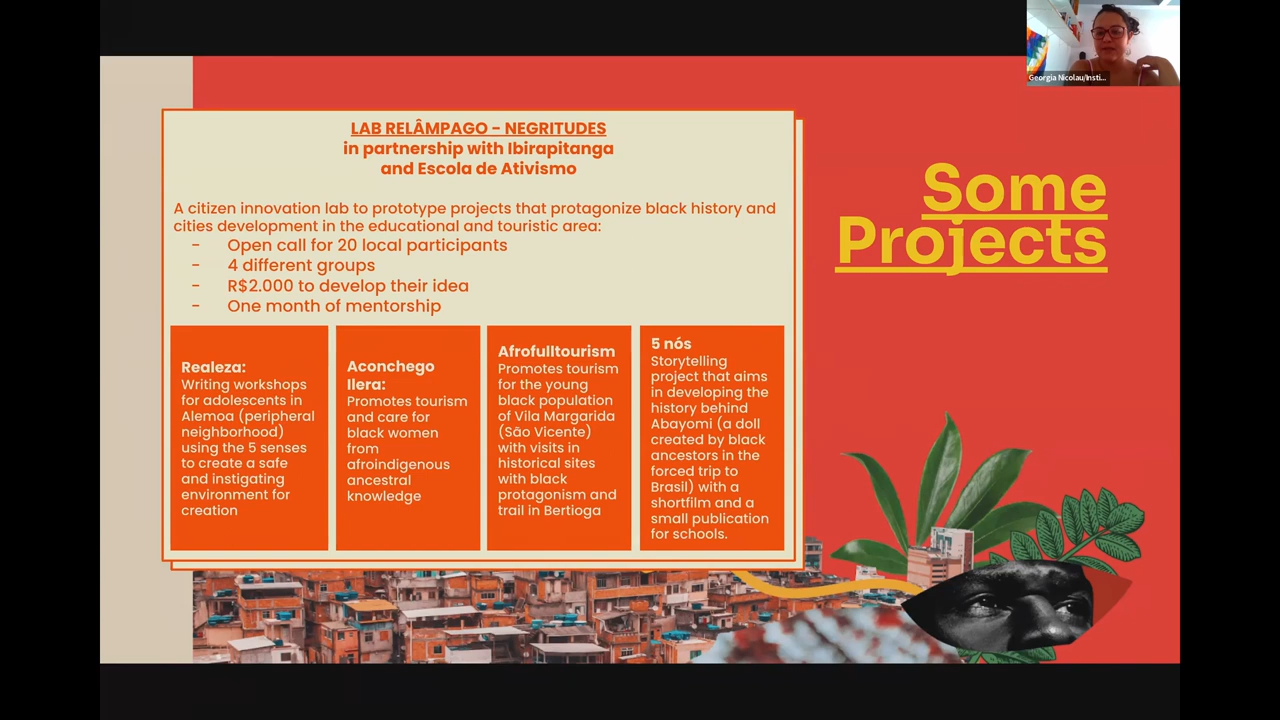 Georgia Nicolau/Insti...
LAB RELÂMPAGO - NEGRITUDES
in partnership with Ibirapitanga
and Escola de Ativismo
A citizen innovation lab to prototype projects that protagonize black history and
cities development in the educational and touristic area:
- Open call for 20 local participants
- 4 different groups
- R$2.000 to develop their idea
- One month of mentorship
Some
Projects
Realeza:
Writing workshops
for adolescents in
Alemoa (peripheral
neighborhood)
using the 5 senses
to create a safe
and instigating
environment for
creation
Aconchego
Ilera:
Promotes tourism
and care for
black women
from
afroindigenous
ancestral
knowledge
Afrofulltourism
Promotes tourism
for the young
black population
of Vila Margarida
(São Vicente)
with visits in
historical sites
with black
protagonism and
trail in Bertioga
5 nós
Storytelling
project that aims
in developing the
history behind
Abayomi (a doll
created by black
ancestors in the
forced trip to
Brasil) with a
shortfilm and a
small publication
for schools.